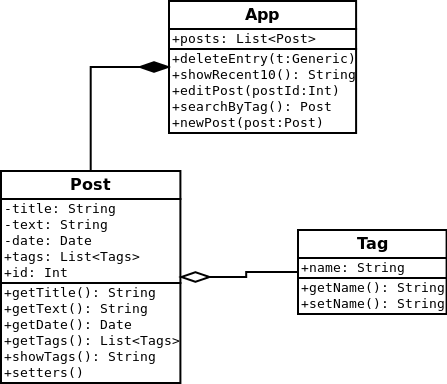 App
+posts: List<Post>
+deleteEntry(t:Generic)
+showRecent10(): String
+editPost(postId:Int)
+searchByTag(): Post
+newPost(post:Post)
Post
-title: String
-text: String
-date: Date
+tags: List<Tags>
+id: Int
+getTitle(): String
+getText(): String
+getDate(): Date
+getTags(): List<Tags>
+showTags(): String
+setters()
Tag
+name: String
+getName(): String
+setName(): String